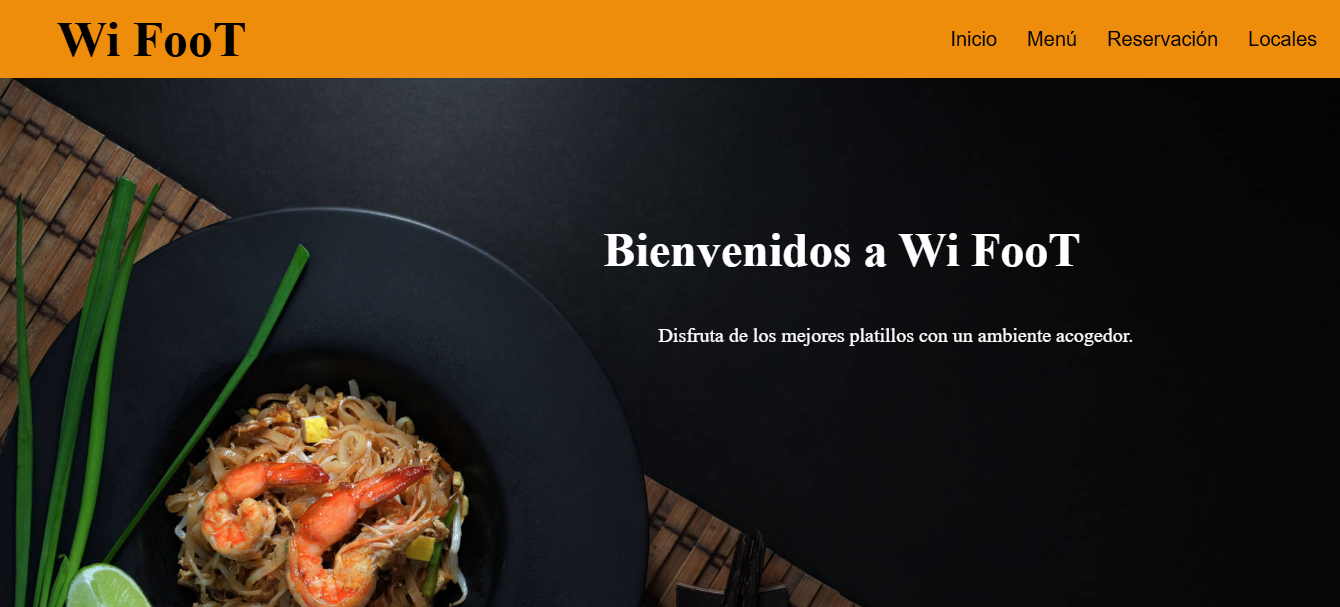 Wi FooT
Inicio Menú Reservación Locales
Bienvenidos a Wi FooT
Disfruta de los mejores platillos con un ambiente acogedor.